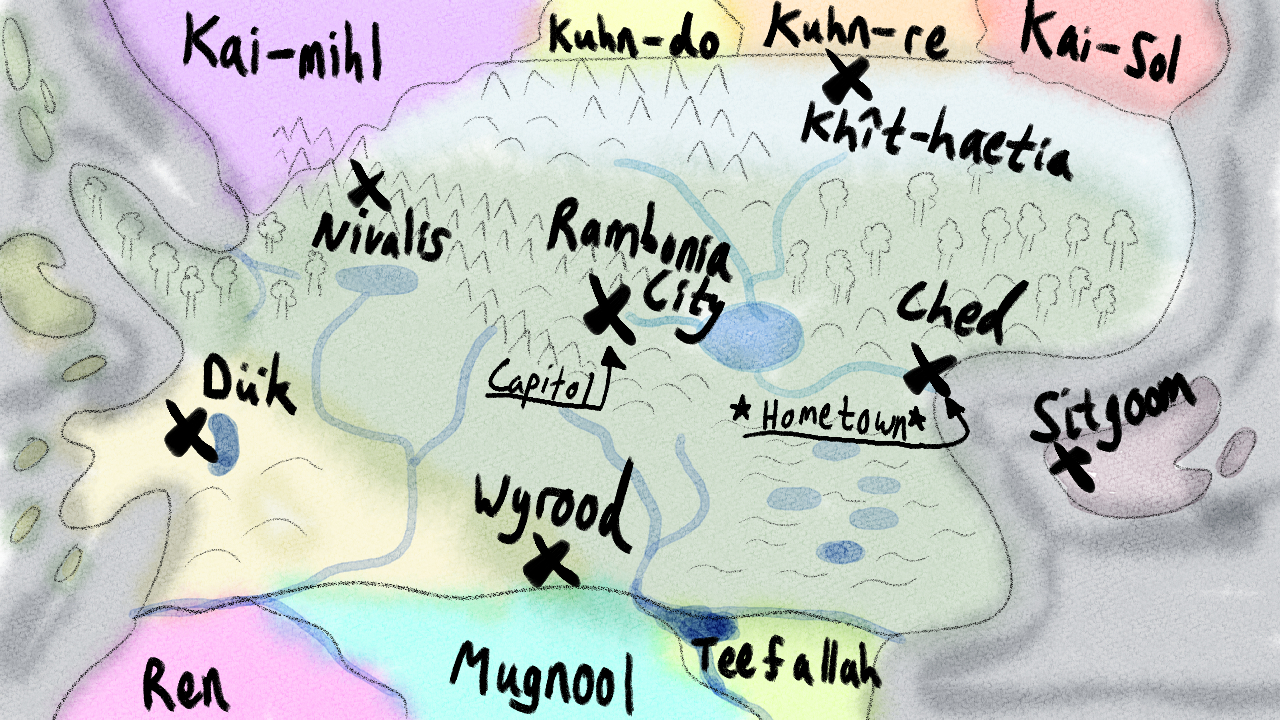 Kai-mihl
Kuhn-do
Kuhn-re
Kai-Sol
Khît-haetia
Nivalis
Rambonia
City
Ched
Capitol
Dük
*Hometown*
Sitgoom
Wyrood
Ren
Mugnool
Teefallah